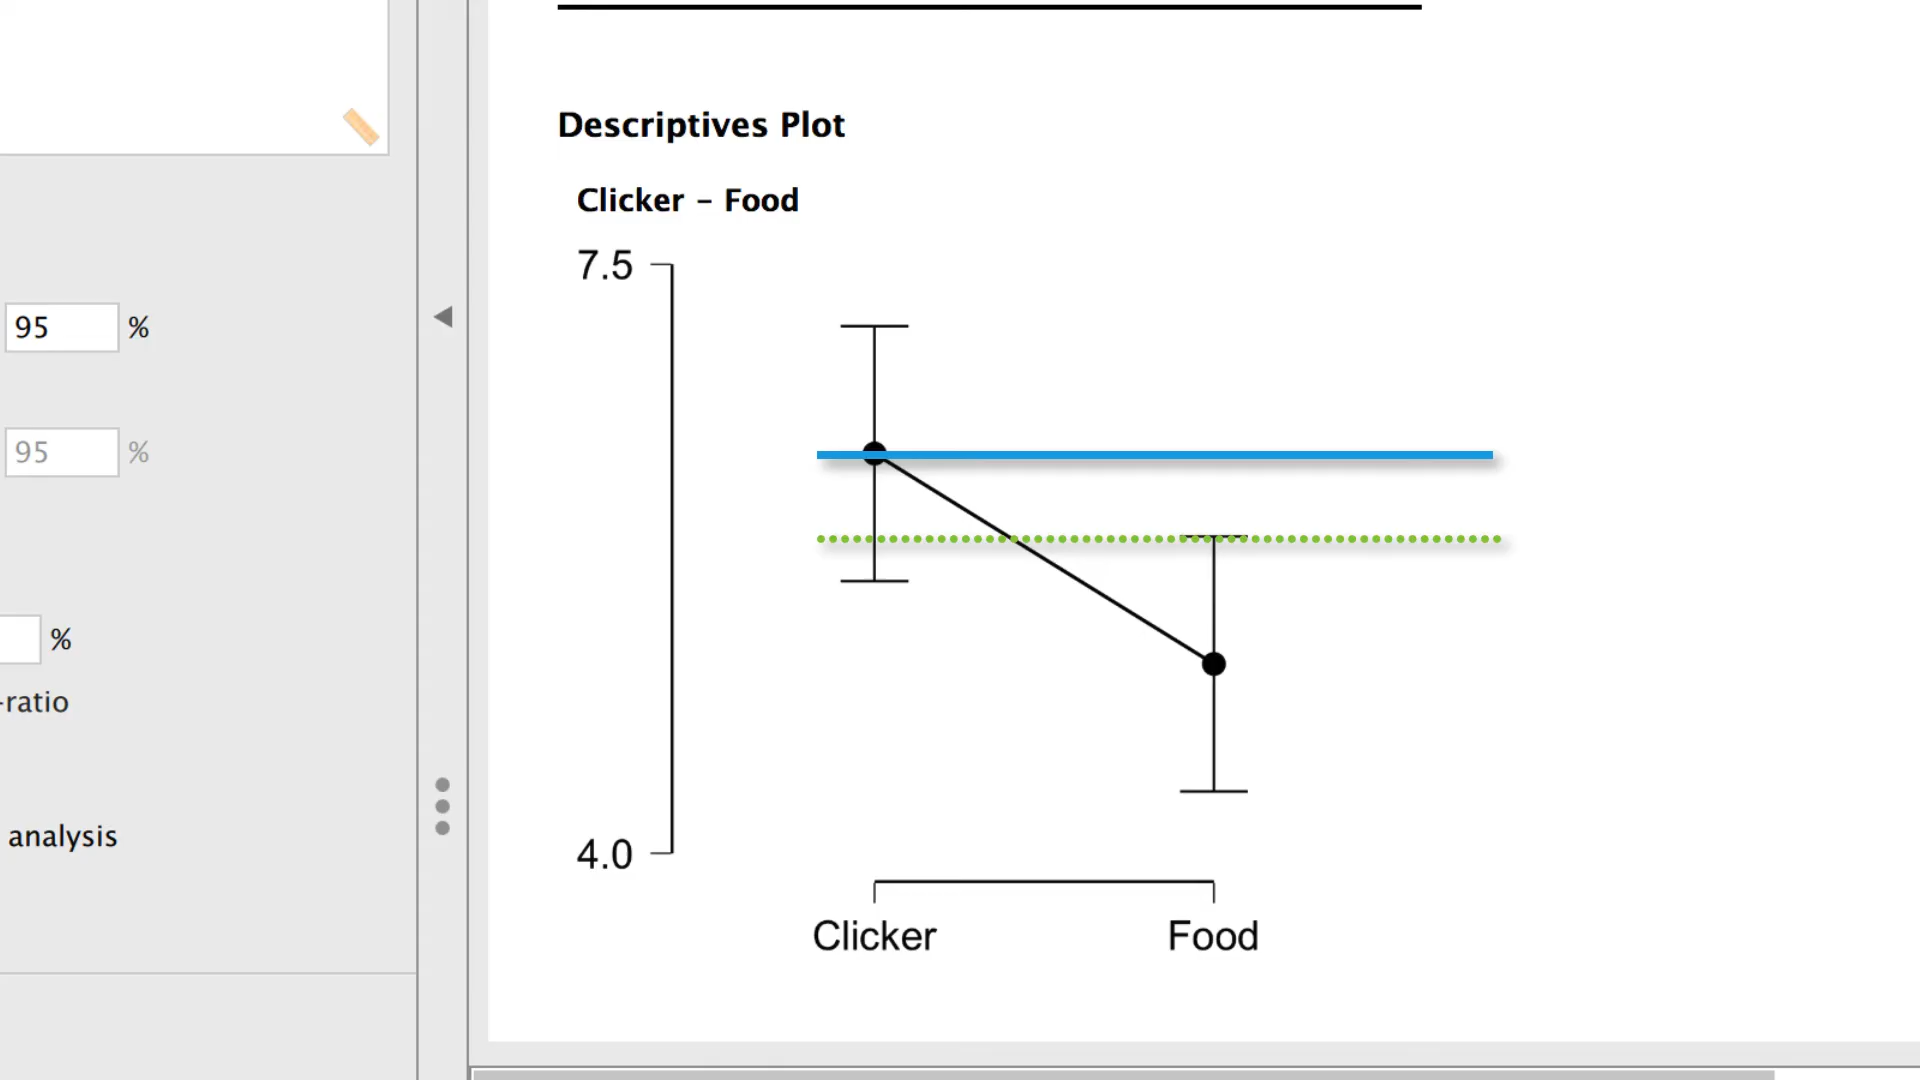 Descriptives Plot
Clicker – Food
7.5
4.0
Clicker
Food
95 %
95 %
%
-ratio
analysis